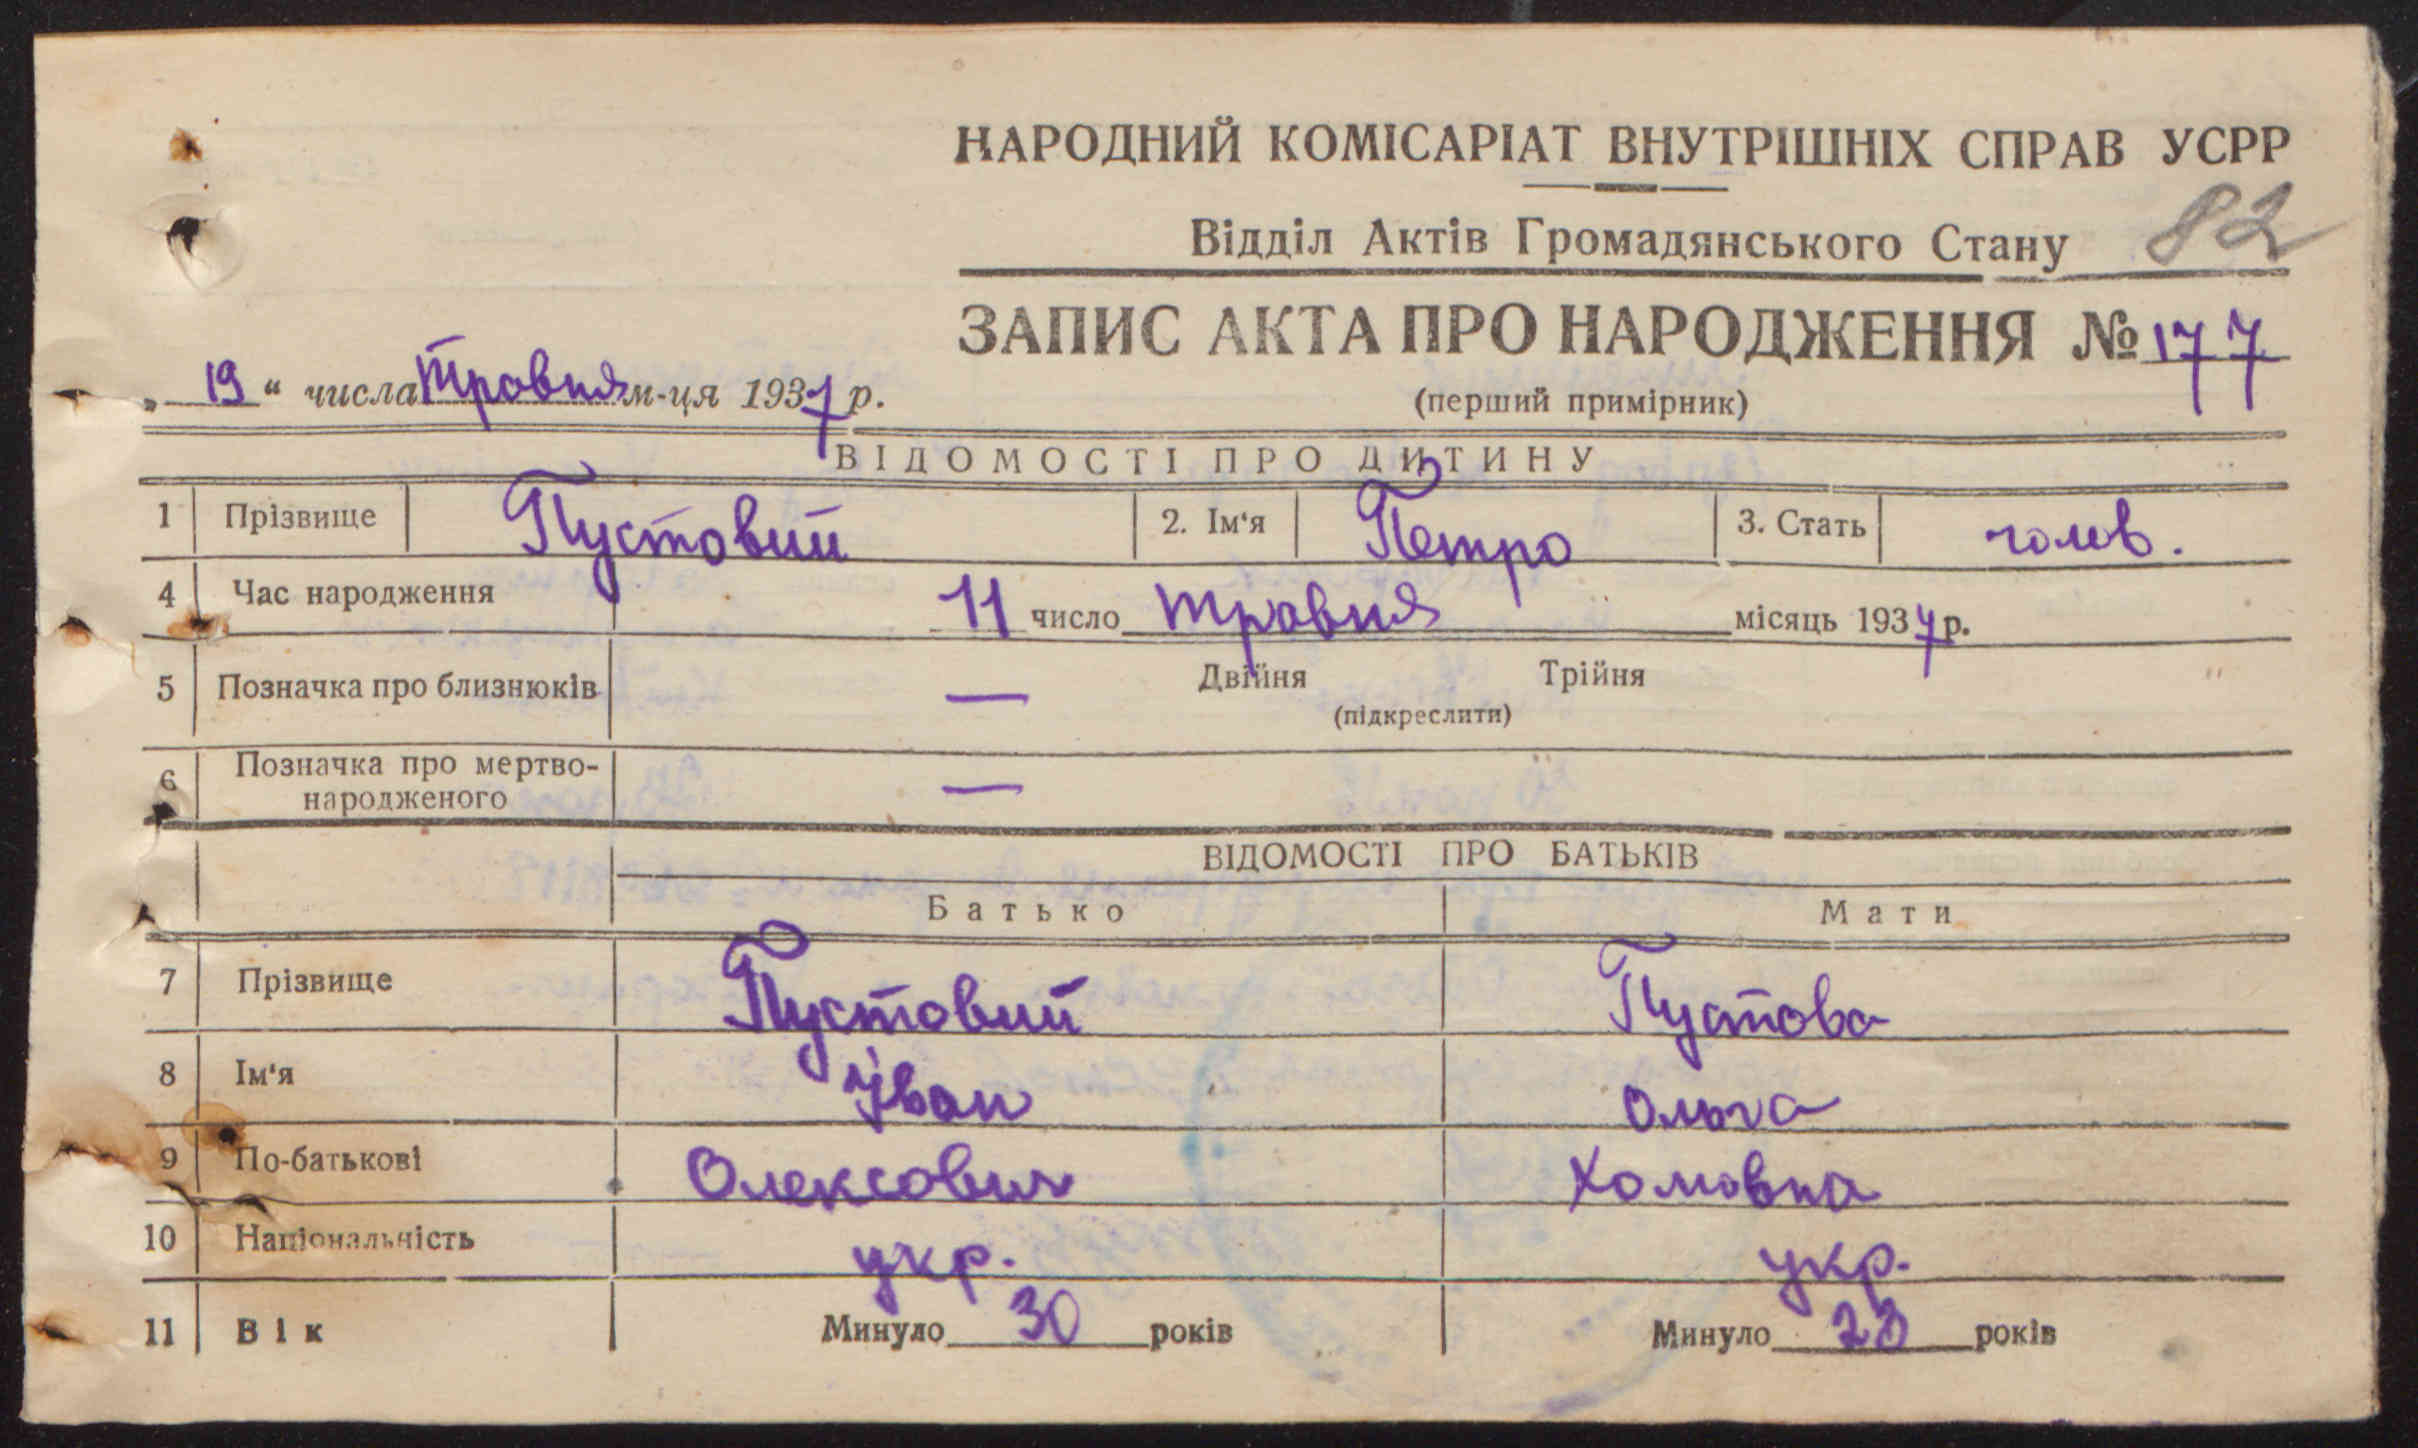 НАРОДНИЙ КОМІСАРІАТ ВНУТРІШНІХ СПРАВ УСРР
Відділ Актів Громадянського Стану 82
ЗАПИС АКТА ПРО НАРОДЖЕННЯ № 177
„ 19 “ числа Травня м-ця 1937 р.
(перший примірник)
ВІДОМОСТІ ПРО ДИТИНУ
1 Прізвище Пустовий 2. Ім‘я Петро 3. Стать голов.
4 Час народження 11 число травня місяць 1937 р.
5 Позначка про близнюків — Двійня Трійня
(підкреслити)
6 Позначка про мертво-
народженого —
ВІДОМОСТІ ПРО БАТЬКІВ
Батько Мати
7 Прізвище Пустовий Пустова
8 Ім‘я Іван Ольга
9 По-батькові Олексович Хомовна
10 Національність укр. укр.
11 Вік Минуло 30 років Минуло 28 років